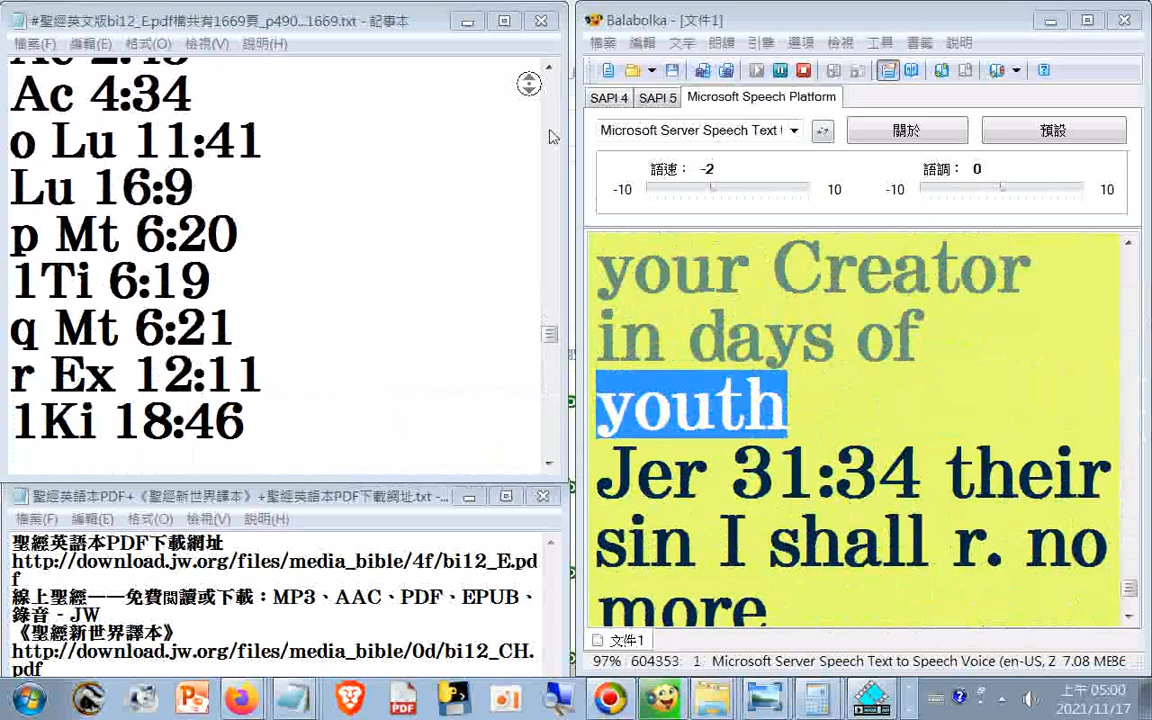 #聖經英文版bi12_E.pdf檔共有1669頁_p490...1669.txt - 記事本
檔案(F) 編輯(E) 格式(O) 檢視(V) 說明(H)
Ac 2:45
Ac 4:34
o Lu 11:41
Lu 16:9
p Mt 6:20
1Ti 6:19
q Mt 6:21
r Ex 12:11
1Ki 18:46
聖經英語本PDF+《聖經新世界譯本》+聖經英語本PDF下載網址.txt - ...
檔案(F) 編輯(E) 格式(O) 檢視(V) 說明(H)
聖經英語本PDF下載網址
http://download.jw.org/files/media_bible/4f/bi12_E.pd
f
線上聖經——免費閱讀或下載：MP3、AAC、PDF、EPUB、
錄音 - JW
《聖經新世界譯本》
http://download.jw.org/files/media_bible/0d/bi12_CH.
pdf
Balabolka - [文件1]
檔案 編輯 文字 朗讀 引擎 選項 檢視 工具 書籤 說明
SAPI 4 SAPI 5 Microsoft Speech Platform
Microsoft Server Speech Text 關於 預設
語速： -2 語調： 0
-10 10 -10 10
your Creator
in days of
youth
Jer 31:34 their
sin I shall r. no
more
文件1
97% 604353: 1 Microsoft Server Speech Text to Speech Voice (en-US, Z 7.08 MB
上午 05:00
2021/11/17